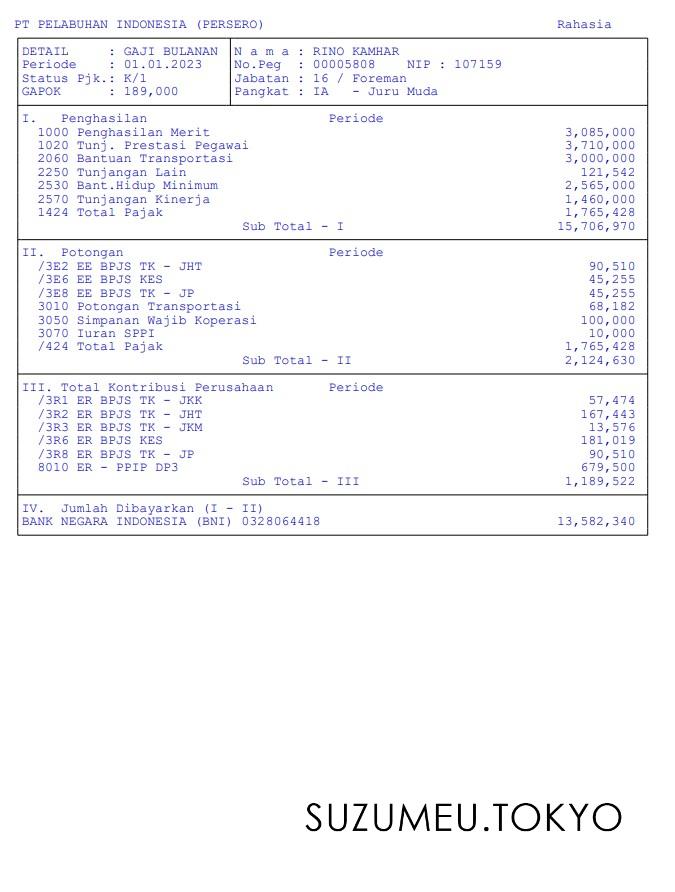 PT PELABUHAN INDONESIA (PERSERO) Rahasia
DETAIL : GAJI BULANAN N a m a : RINO KAMHAR
Periode : 01.01.2023 No.Peg : 00005808 NIP : 107159
Status Pjk.: K/1 Jabatan : 16 / Foreman
GAPOK : 189,000 Pangkat : IA - Juru Muda
I. Penghasilan Periode
1000 Penghasilan Merit 3,085,000
1020 Tunj. Prestasi Pegawai 3,710,000
2060 Bantuan Transportasi 3,000,000
2250 Tunjangan Lain 121,542
2530 Bant.Hidup Minimum 2,565,000
2570 Tunjangan Kinerja 1,460,000
1424 Total Pajak 1,765,428
Sub Total - I 15,706,970
II. Potongan Periode
/3E2 EE BPJS TK - JHT 90,510
/3E6 EE BPJS KES 45,255
/3E8 EE BPJS TK - JP 45,255
3010 Potongan Transportasi 68,182
3050 Simpanan Wajib Koperasi 100,000
3070 Iuran SPPI 10,000
/424 Total Pajak 1,765,428
Sub Total - II 2,124,630
III. Total Kontribusi Perusahaan Periode
/3R1 ER BPJS TK - JKK 57,474
/3R2 ER BPJS TK - JHT 167,443
/3R3 ER BPJS TK - JKM 13,576
/3R6 ER BPJS KES 181,019
/3R8 ER BPJS TK - JP 90,510
8010 ER - PPIP DP3 679,500
Sub Total - III 1,189,522
IV. Jumlah Dibayarkan (I - II)
BANK NEGARA INDONESIA (BNI) 0328064418 13,582,340
SUZUMEU.TOKYO